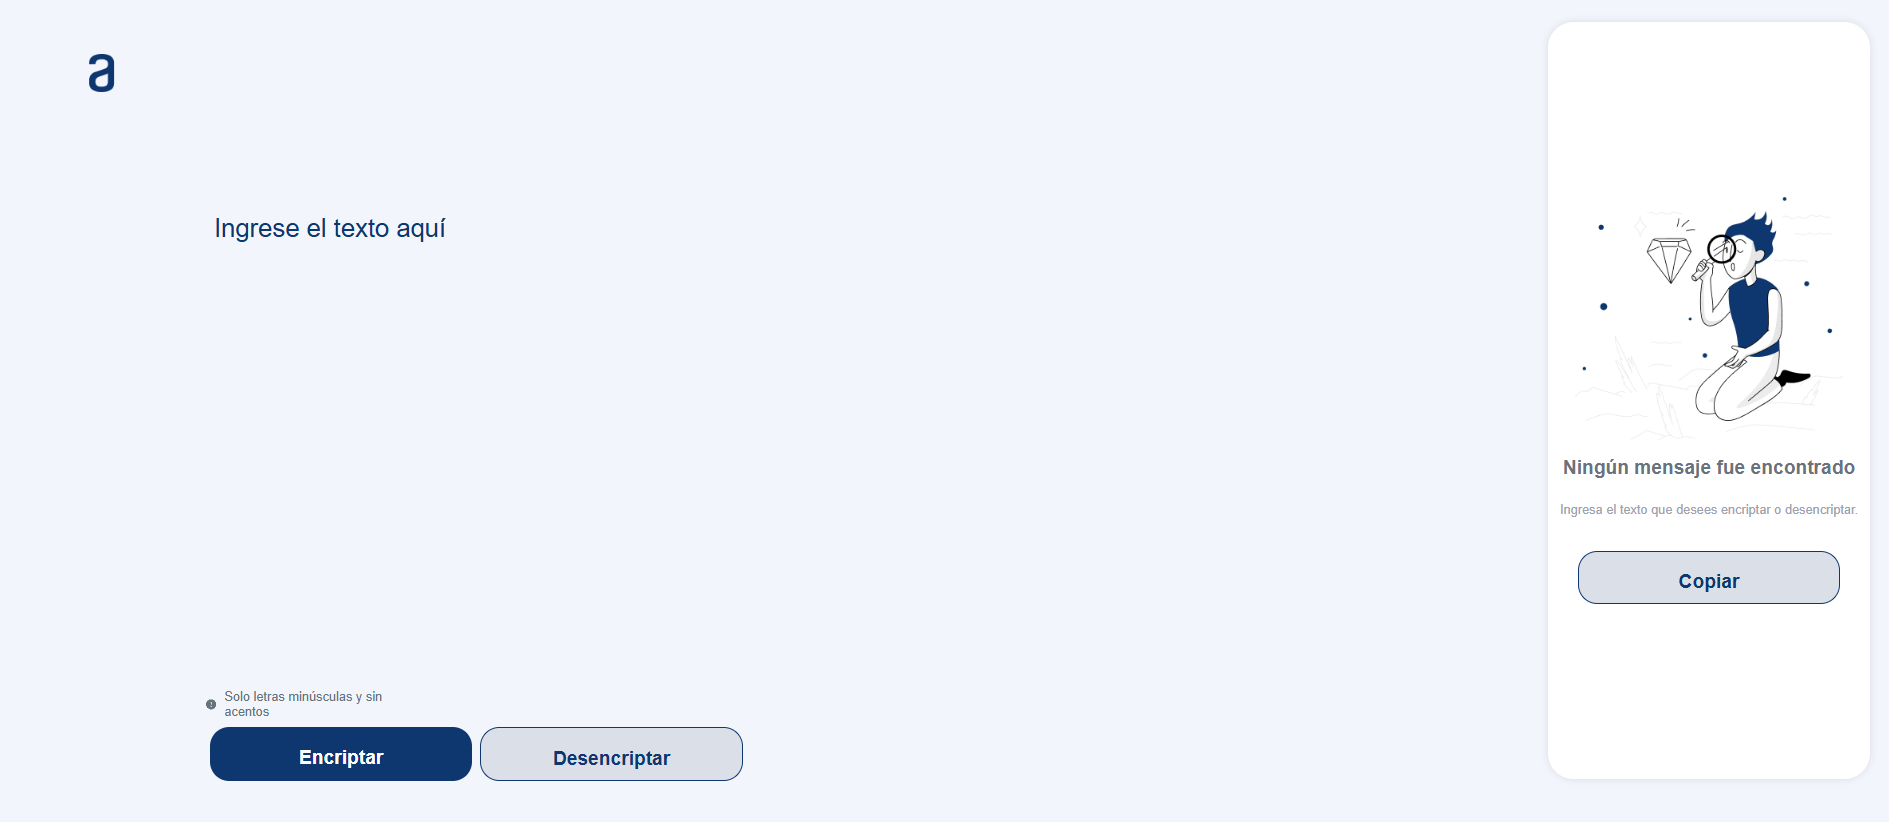 a
Ingrese el texto aquí
Solo letras minúsculas y sin
acentos
Encriptar
Desencriptar
Ningún mensaje fue encontrado
Ingresa el texto que desees encriptar o desencriptar.
Copiar